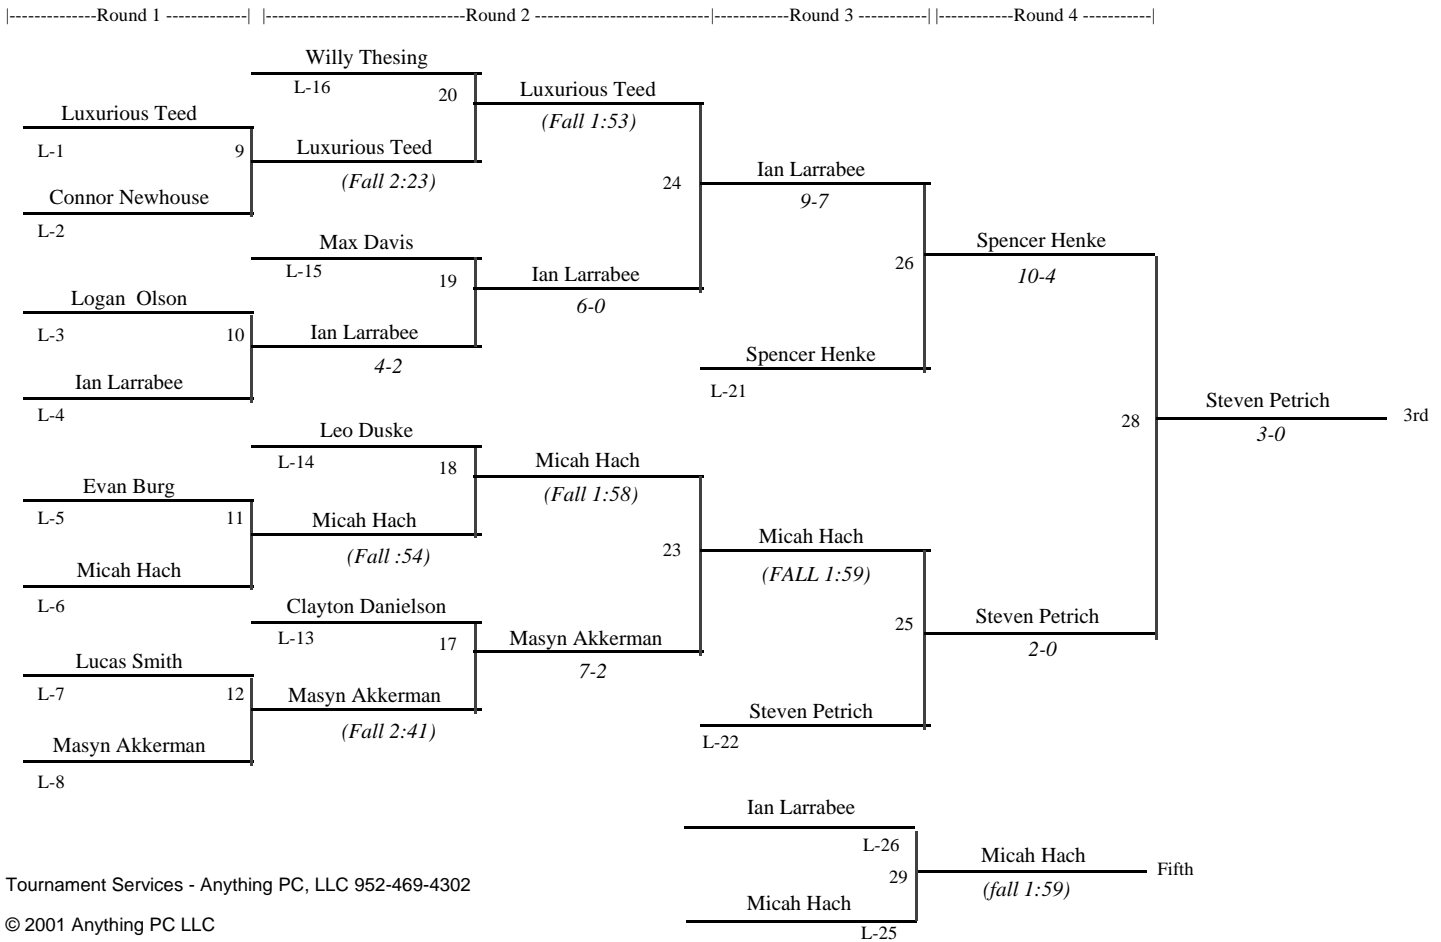 |-------------Round 1 -------------| |------------------------------Round 2 --------------------------|------------Round 3 -----------| |------------Round 4 -----------|
Willy Thesing
L-16
20
Luxurious Teed
(Fall 1:53)
Luxurious Teed
L-1
9
Luxurious Teed
(Fall 2:23)
Connor Newhouse
L-2
24
Ian Larrabee
9-7
Max Davis
L-15
19
Ian Larrabee
6-0
Logan  Olson
L-3
10
Ian Larrabee
4-2
Ian Larrabee
L-4
26
Spencer Henke
10-4
Spencer Henke
L-21
28
Steven Petrich
3-0
3rd
Leo Duske
L-14
18
Micah Hach
(Fall 1:58)
Evan Burg
L-5
11
Micah Hach
(Fall :54)
Micah Hach
L-6
23
Micah Hach
(FALL 1:59)
Clayton Danielson
L-13
17
Masyn Akkerman
7-2
Lucas Smith
L-7
12
Masyn Akkerman
(Fall 2:41)
Masyn Akkerman
L-8
25
Steven Petrich
2-0
Steven Petrich
L-22
Ian Larrabee
L-26
29
Micah Hach
(fall 1:59)
Fifth
Micah Hach
L-25
Tournament Services - Anything PC, LLC 952-469-4302
© 2001 Anything PC LLC